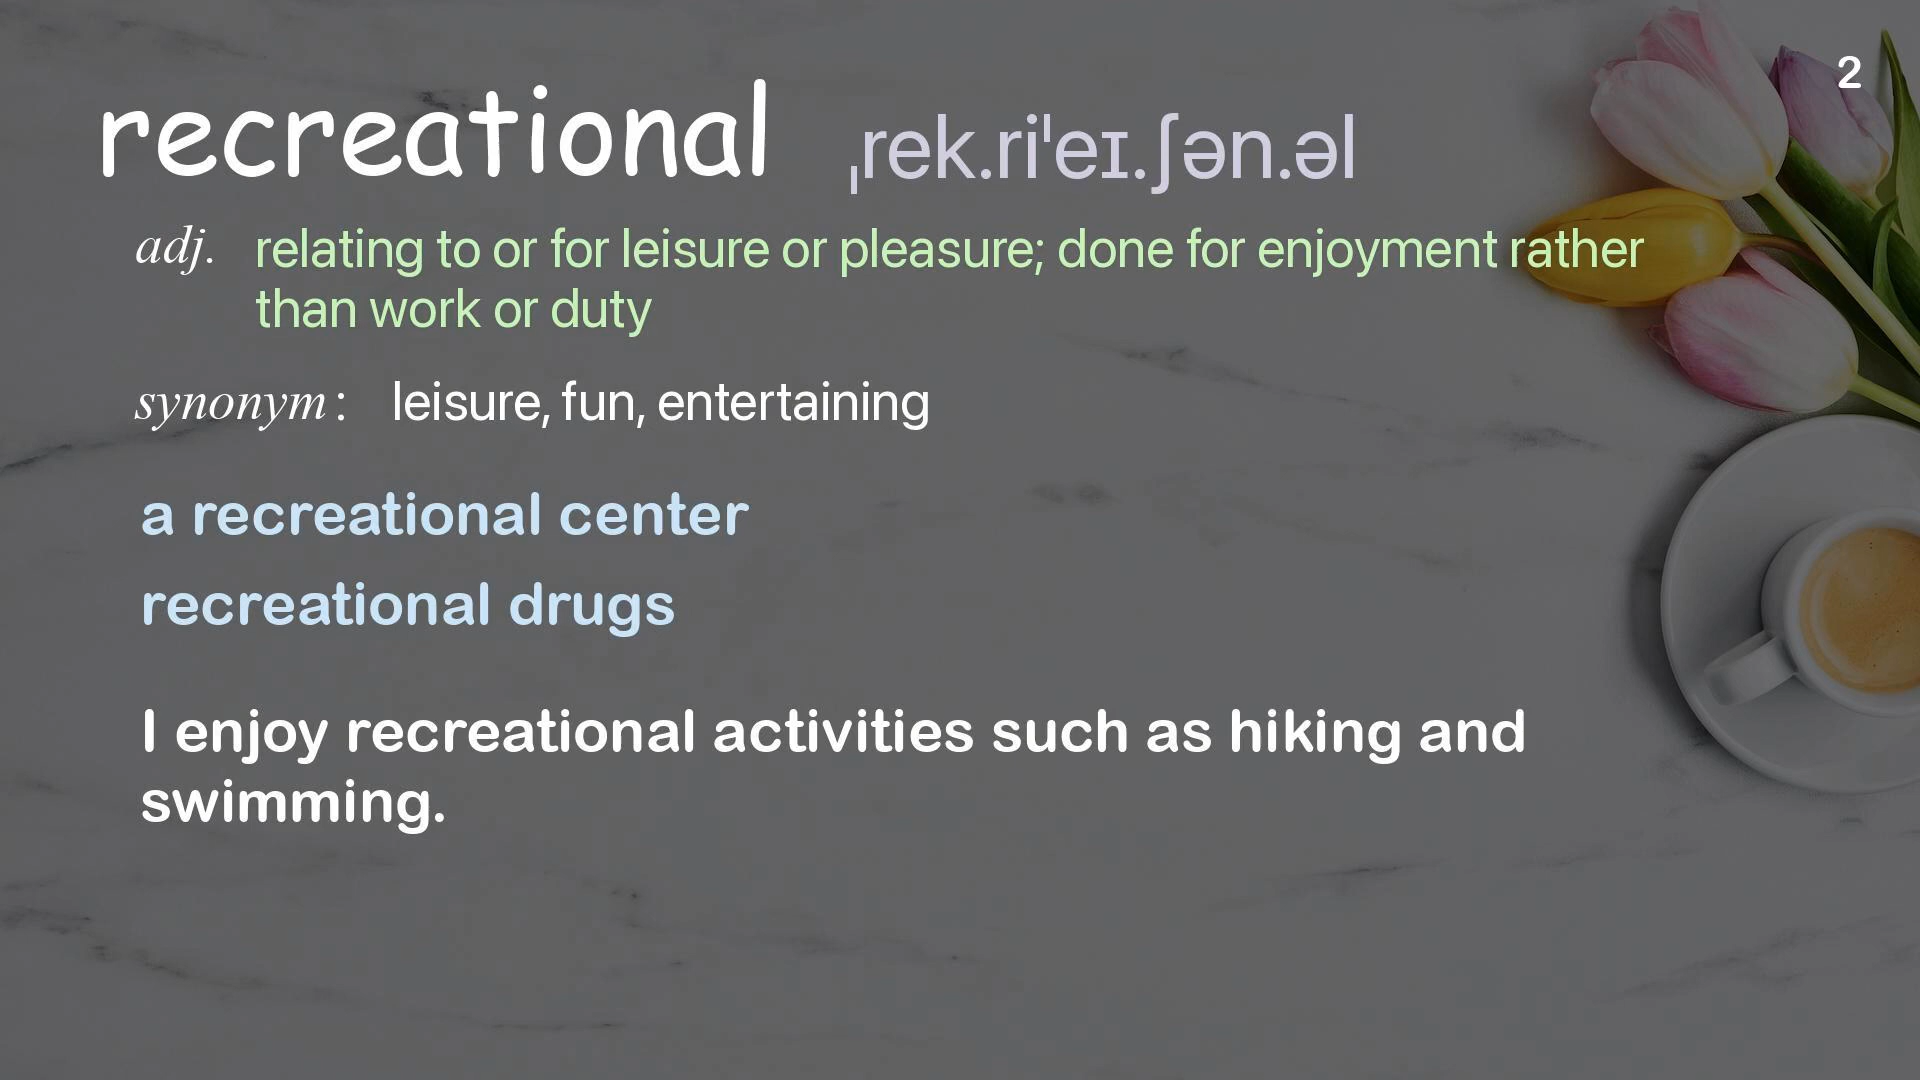 2
recreational ˌrek.riˈeɪ.ʃən.əl
adj. relating to or for leisure or pleasure; done for enjoyment rather
than work or duty
synonym: leisure, fun, entertaining
a recreational center
recreational drugs
I enjoy recreational activities such as hiking and
swimming.